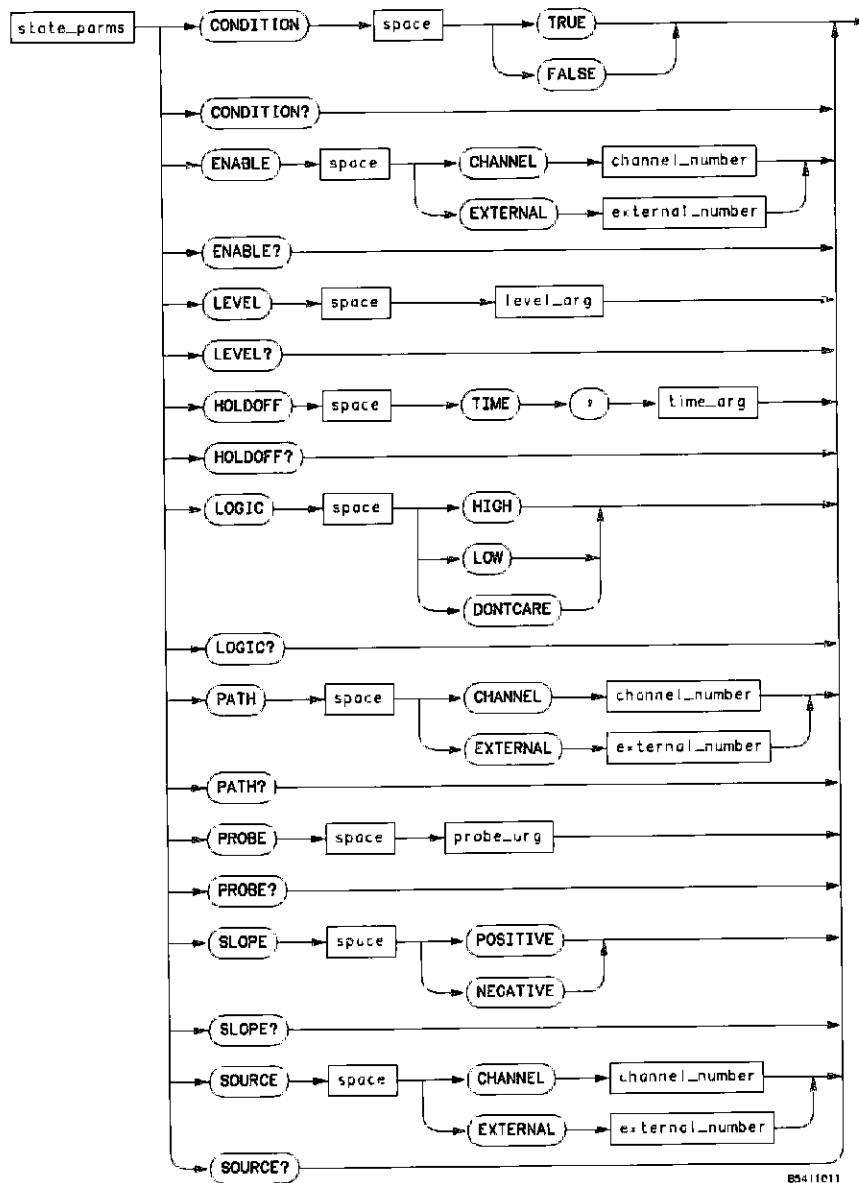 state_parms CONDITION space TRUE
FALSE
CONDITION?
ENABLE space CHANNEL channel_number
EXTERNAL external_number
ENABLE?
LEVEL space level_arg
LEVEL?
HOLDOFF space TIME , time_arg
HOLDOFF?
LOGIC space HIGH
LOW
DONTCARE
LOGIC?
PATH space CHANNEL channel_number
EXTERNAL external_number
PATH?
PROBE space probe_arg
PROBE?
SLOPE space POSITIVE
NEGATIVE
SLOPE?
SOURCE space CHANNEL channel_number
EXTERNAL external_number
SOURCE?